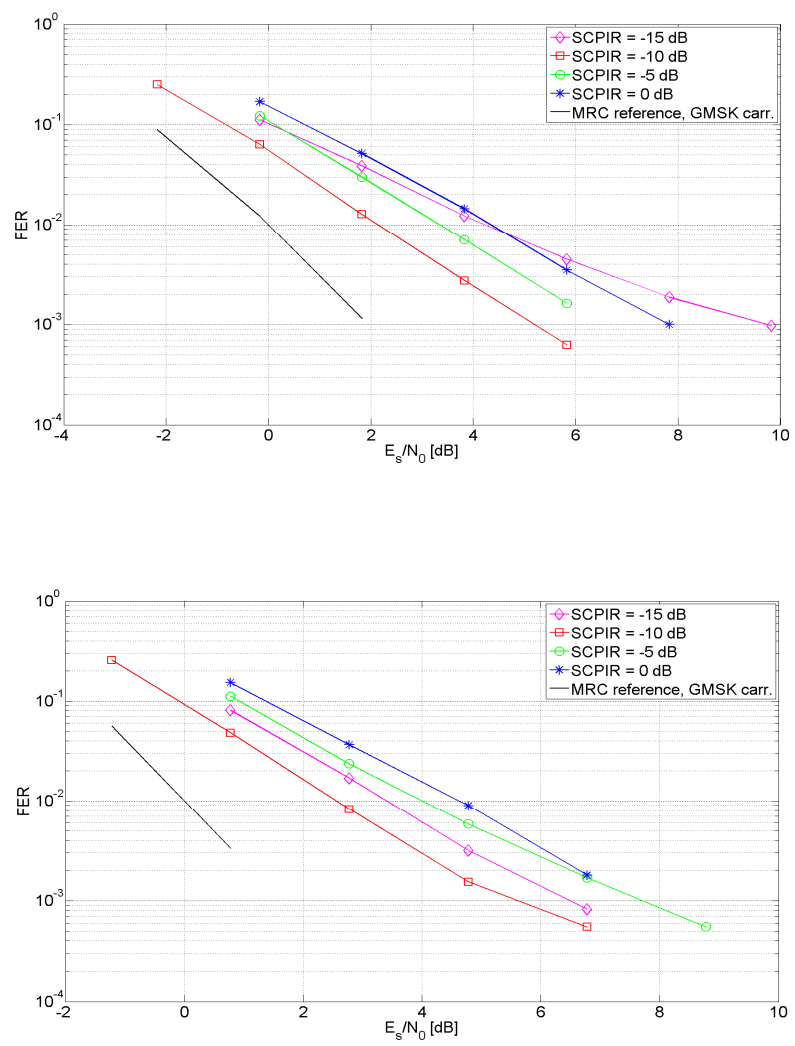 10^0
10^-1
10^-2
10^-3
10^-4
FER
-4 -2 0 2 4 6 8 10
E_s/N_0 [dB]
SCPIR = -15 dB
SCPIR = -10 dB
SCPIR = -5 dB
SCPIR = 0 dB
MRC reference, GMSK carr.
10^0
10^-1
10^-2
10^-3
10^-4
FER
-2 0 2 4 6 8 10
E_s/N_0 [dB]
SCPIR = -15 dB
SCPIR = -10 dB
SCPIR = -5 dB
SCPIR = 0 dB
MRC reference, GMSK carr.